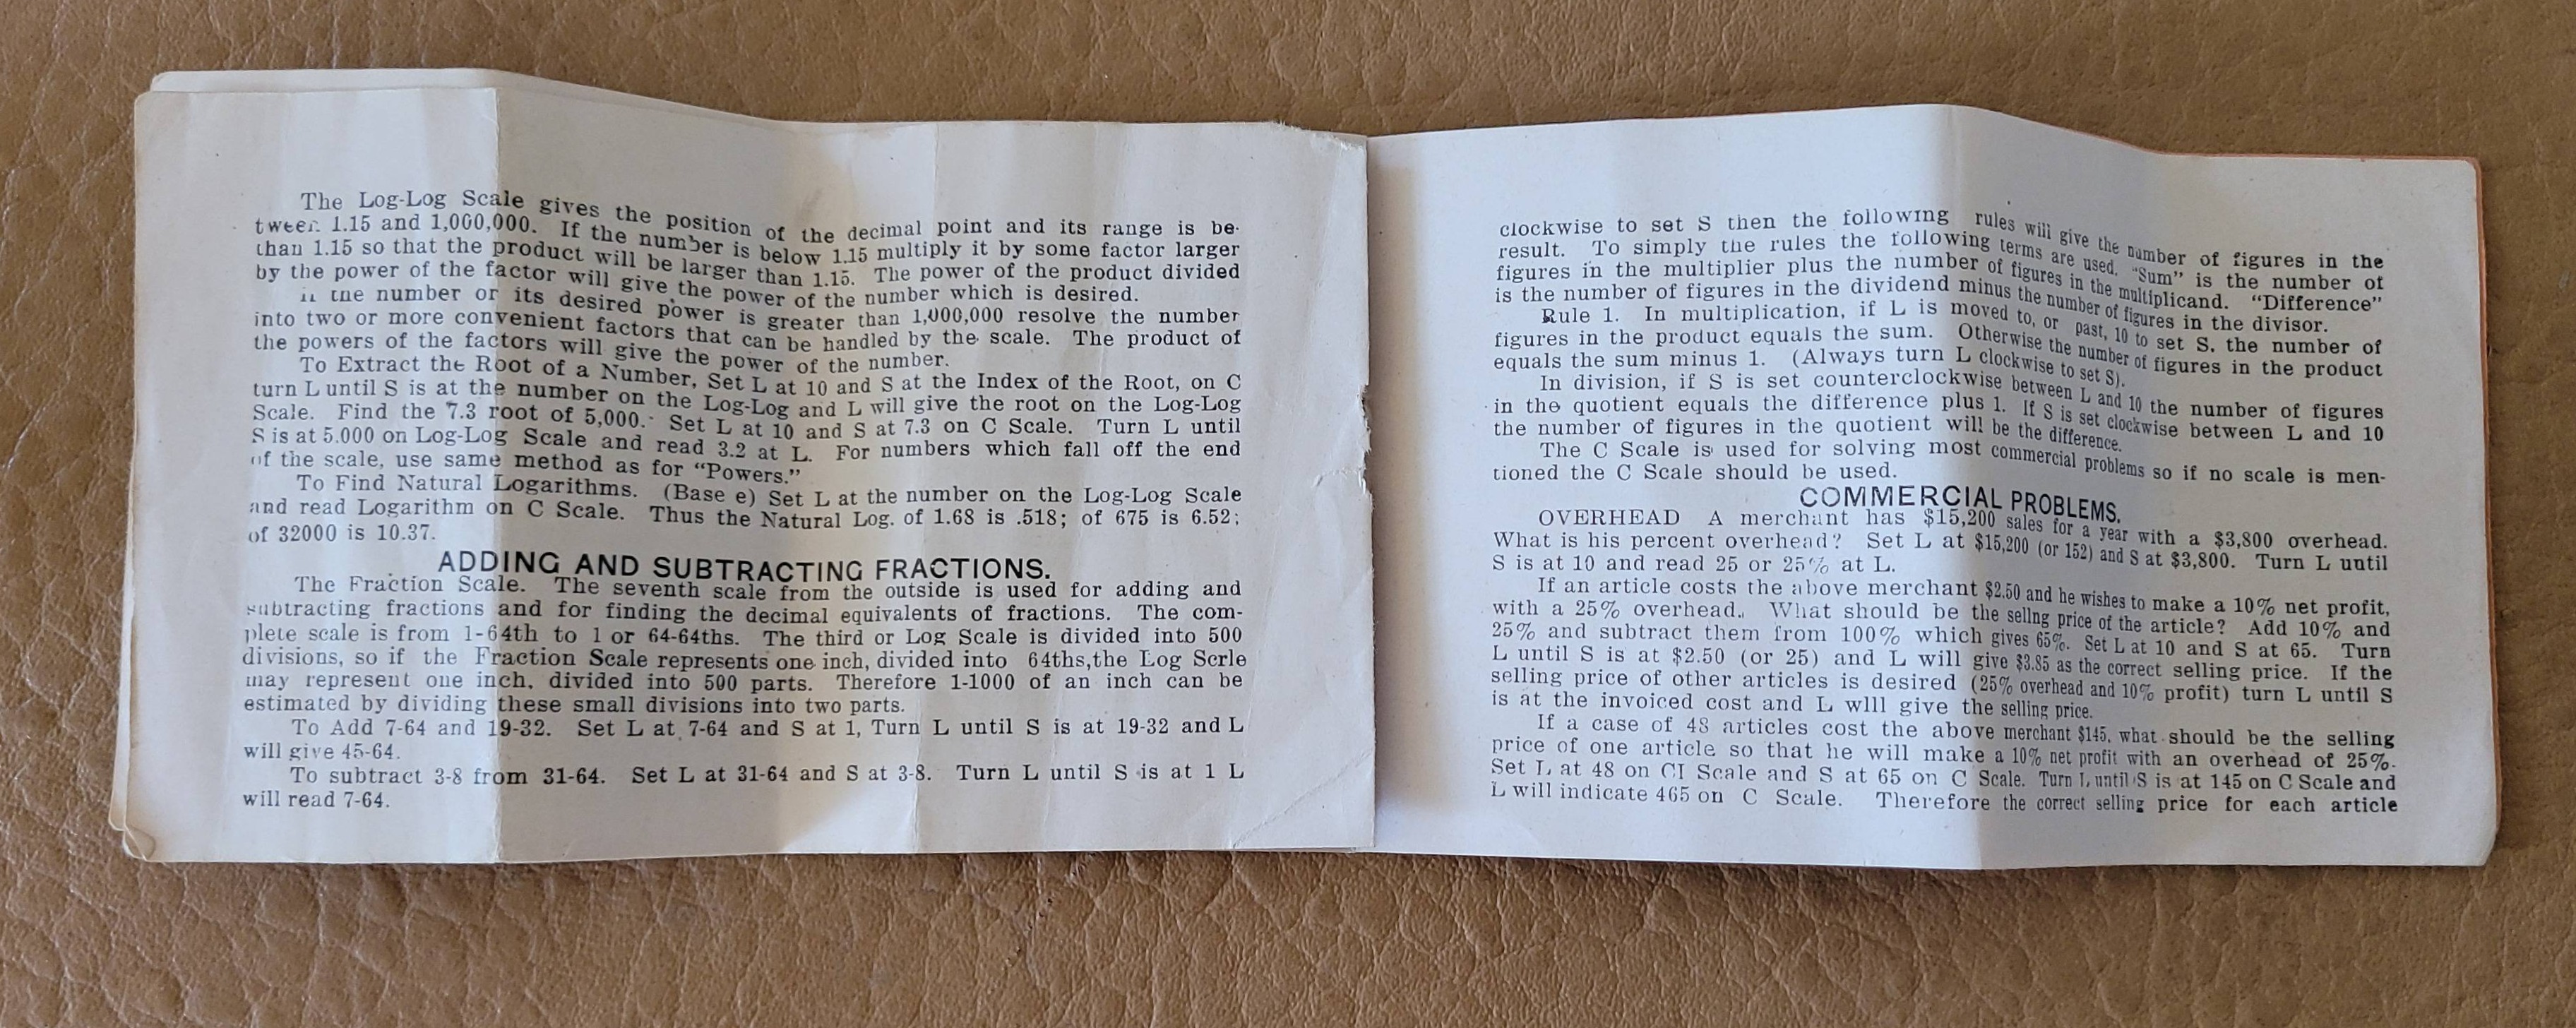 The Log-Log Scale gives the position of the decimal point and its range is be-
tween 1.15 and 1,000,000. If the number is below 1.15 multiply it by some factor larger
than 1.15 so that the product will be larger than 1.15. The power of the product divided
by the power of the factor will give the power of the number which is desired.
if the number or its desired power is greater than 1,000,000 resolve the number
into two or more convenient factors that can be handled by the scale. The product of
the powers of the factors will give the power of the number.
To Extract the Root of a Number, Set L at 10 and S at the Index of the Root, on C
turn L until S is at the number on the Log-Log and L will give the root on the Log-Log
Scale. Find the 7.3 root of 5,000. Set L at 10 and S at 7.3 on C Scale. Turn L until
S is at 5.000 on Log-Log Scale and read 3.2 at L. For numbers which fall off the end
of the scale, use same method as for "Powers."
To Find Natural Logarithms. (Base e) Set L at the number on the Log-Log Scale
and read Logarithm on C Scale. Thus the Natural Log. of 1.68 is .518; of 675 is 6.52;
of 32000 is 10.37.
ADDING AND SUBTRACTING FRACTIONS.
The Fraction Scale. The seventh scale from the outside is used for adding and
subtracting fractions and for finding the decimal equivalents of fractions. The com-
plete scale is from 1-64th to 1 or 64-64ths. The third or Log Scale is divided into 500
divisions, so if the Fraction Scale represents one inch, divided into 64ths,the Log Scrle
may represent one inch, divided into 500 parts. Therefore 1-1000 of an inch can be
estimated by dividing these small divisions into two parts.
To Add 7-64 and 19-32. Set L at 7-64 and S at 1, Turn L until S is at 19-32 and L
will give 45-64.
To subtract 3-8 from 31-64. Set L at 31-64 and S at 3-8. Turn L until S is at 1 L
will read 7-64.
clockwise to set S then the following rules will give the number of figures in the
result. To simply the rules the following terms are used. "Sum" is the number of
figures in the multiplier plus the number of figures in the multiplicand. "Difference"
is the number of figures in the dividend minus the number of figures in the divisor.
Rule 1. In multiplication, if L is moved to, or past, 10 to set S. the number of
figures in the product equals the sum. Otherwise the number of figures in the product
equals the sum minus 1. (Always turn L clockwise to set S).
In division, if S is set counterclockwise between L and 10 the number of figures
in the quotient equals the difference plus 1. If S is set clockwise between L and 10
the number of figures in the quotient will be the difference.
The C Scale is used for solving most commercial problems so if no scale is men-
tioned the C Scale should be used.
COMMERCIAL PROBLEMS.
OVERHEAD A merchant has $15,200 sales for a year with a $3,800 overhead.
What is his percent overhead? Set L at $15,200 (or 152) and S at $3,800. Turn L until
S is at 10 and read 25 or 25% at L.
If an article costs the above merchant $2.50 and he wishes to make a 10% net profit,
with a 25% overhead., What should be the sellng price of the article? Add 10% and
25% and subtract them from 100% which gives 65%. Set L at 10 and S at 65. Turn
L until S is at $2.50 (or 25) and L will give $3.85 as the correct selling price. If the
selling price of other articles is desired (25% overhead and 10% profit) turn L until S
is at the invoiced cost and L wlll give the selling price.
If a case of 48 articles cost the above merchant $145. what should be the selling
price of one article so that he will make a 10% net profit with an overhead of 25%.
Set L at 48 on CI Scale and S at 65 on C Scale. Turn L until S is at 145 on C Scale and
L will indicate 465 on C Scale. Therefore the correct selling price for each article